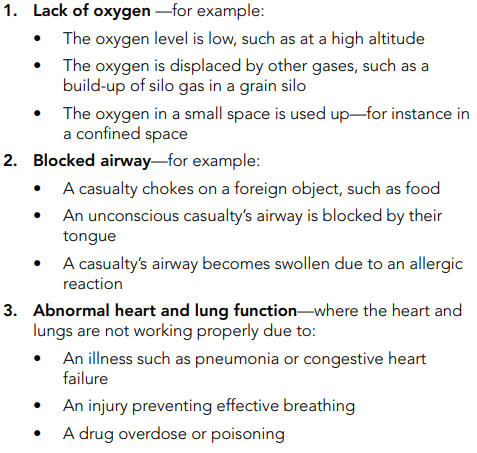 1. Lack of oxygen —for example:
• The oxygen level is low, such as at a high altitude
• The oxygen is displaced by other gases, such as a
build-up of silo gas in a grain silo
• The oxygen in a small space is used up—for instance in
a confined space
2. Blocked airway—for example:
• A casualty chokes on a foreign object, such as food
• An unconscious casualty’s airway is blocked by their
tongue
• A casualty’s airway becomes swollen due to an allergic
reaction
3. Abnormal heart and lung function—where the heart and
lungs are not working properly due to:
• An illness such as pneumonia or congestive heart
failure
• An injury preventing effective breathing
• A drug overdose or poisoning